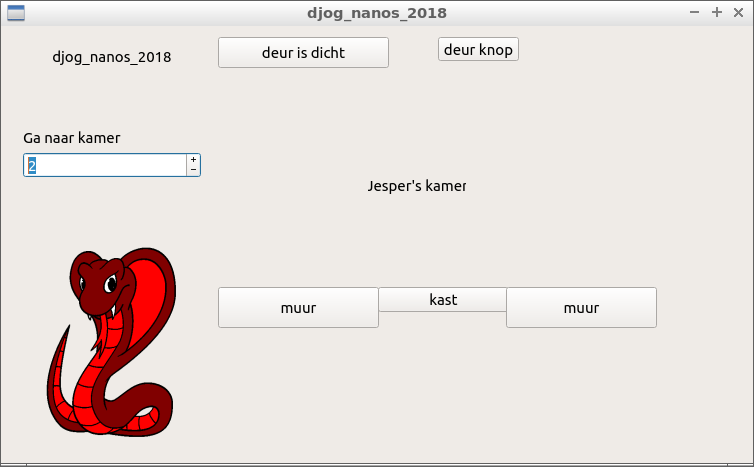 djog_nanos_2018
djog_nanos_2018
deur is dicht
deur knop
Ga naar kamer
2
Jesper's kamer
muur
kast
muur